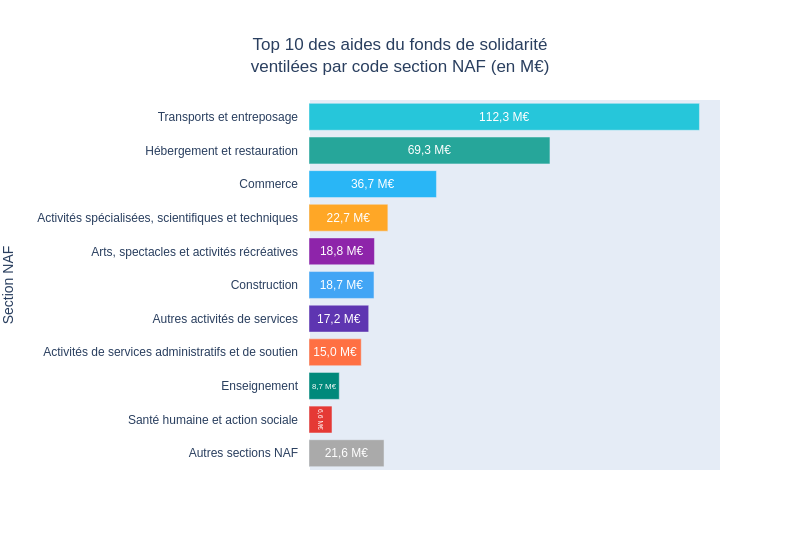 Top 10 des aides du fonds de solidarité
ventilées par code section NAF (en M€)
Section NAF
Transports et entreposage 112,3 M€
Hébergement et restauration 69,3 M€
Commerce 36,7 M€
Activités spécialisées, scientifiques et techniques 22,7 M€
Arts, spectacles et activités récréatives 18,8 M€
Construction 18,7 M€
Autres activités de services 17,2 M€
Activités de services administratifs et de soutien 15,0 M€
Enseignement 8,7 M€
Santé humaine et action sociale 6,6 M€
Autres sections NAF 21,6 M€